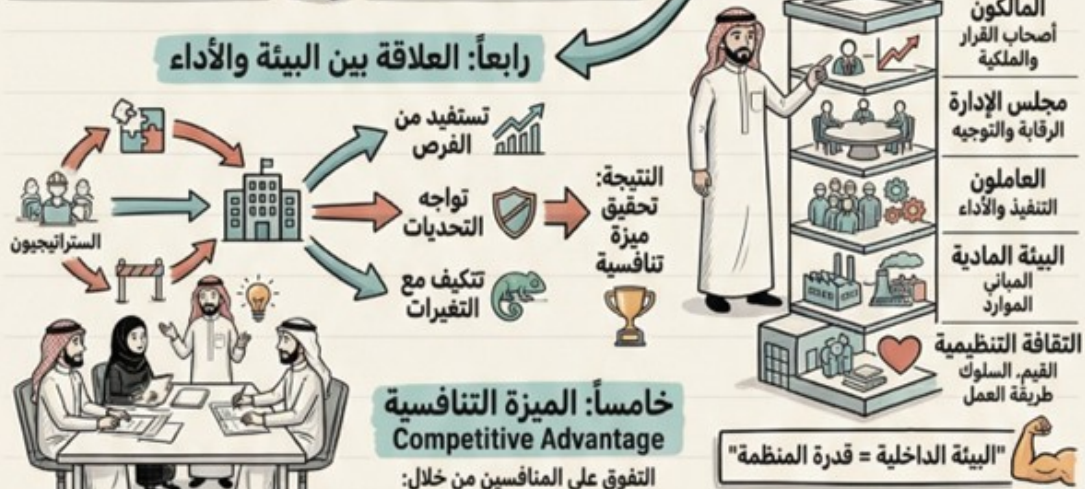 المالكون
أصحاب القرار
والملكية
مجلس الإدارة
الرقابة والتوجيه
العاملون
التنفيذ والأداء
البيئة المادية
المباني
الموارد
الثقافة التنظيمية
القيم. السلوك
طريقة العمل
"البيئة الداخلية = قدرة المنظمة"
رابعاً: العلاقة بين البيئة والأداء
الستراتيجيون
تستفيد من
الفرص
تواجه
التحديات
تتكيف مع
التغيرات
النتيجة:
تحقيق
ميزة
تنافسية
خامساً: الميزة التنافسية
Competitive Advantage
التفوق على المنافسين من خلال: